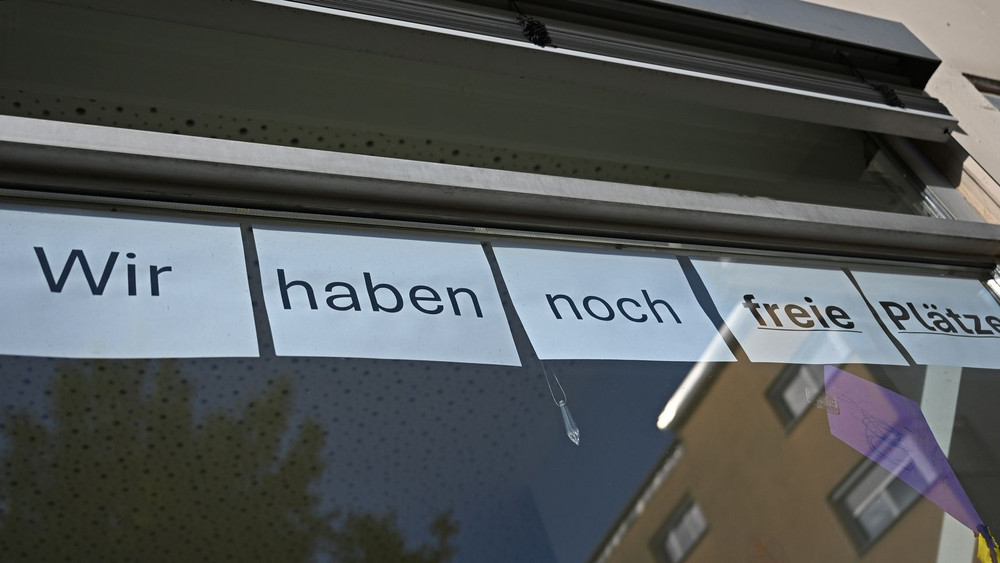 Wir haben noch freie Plätze